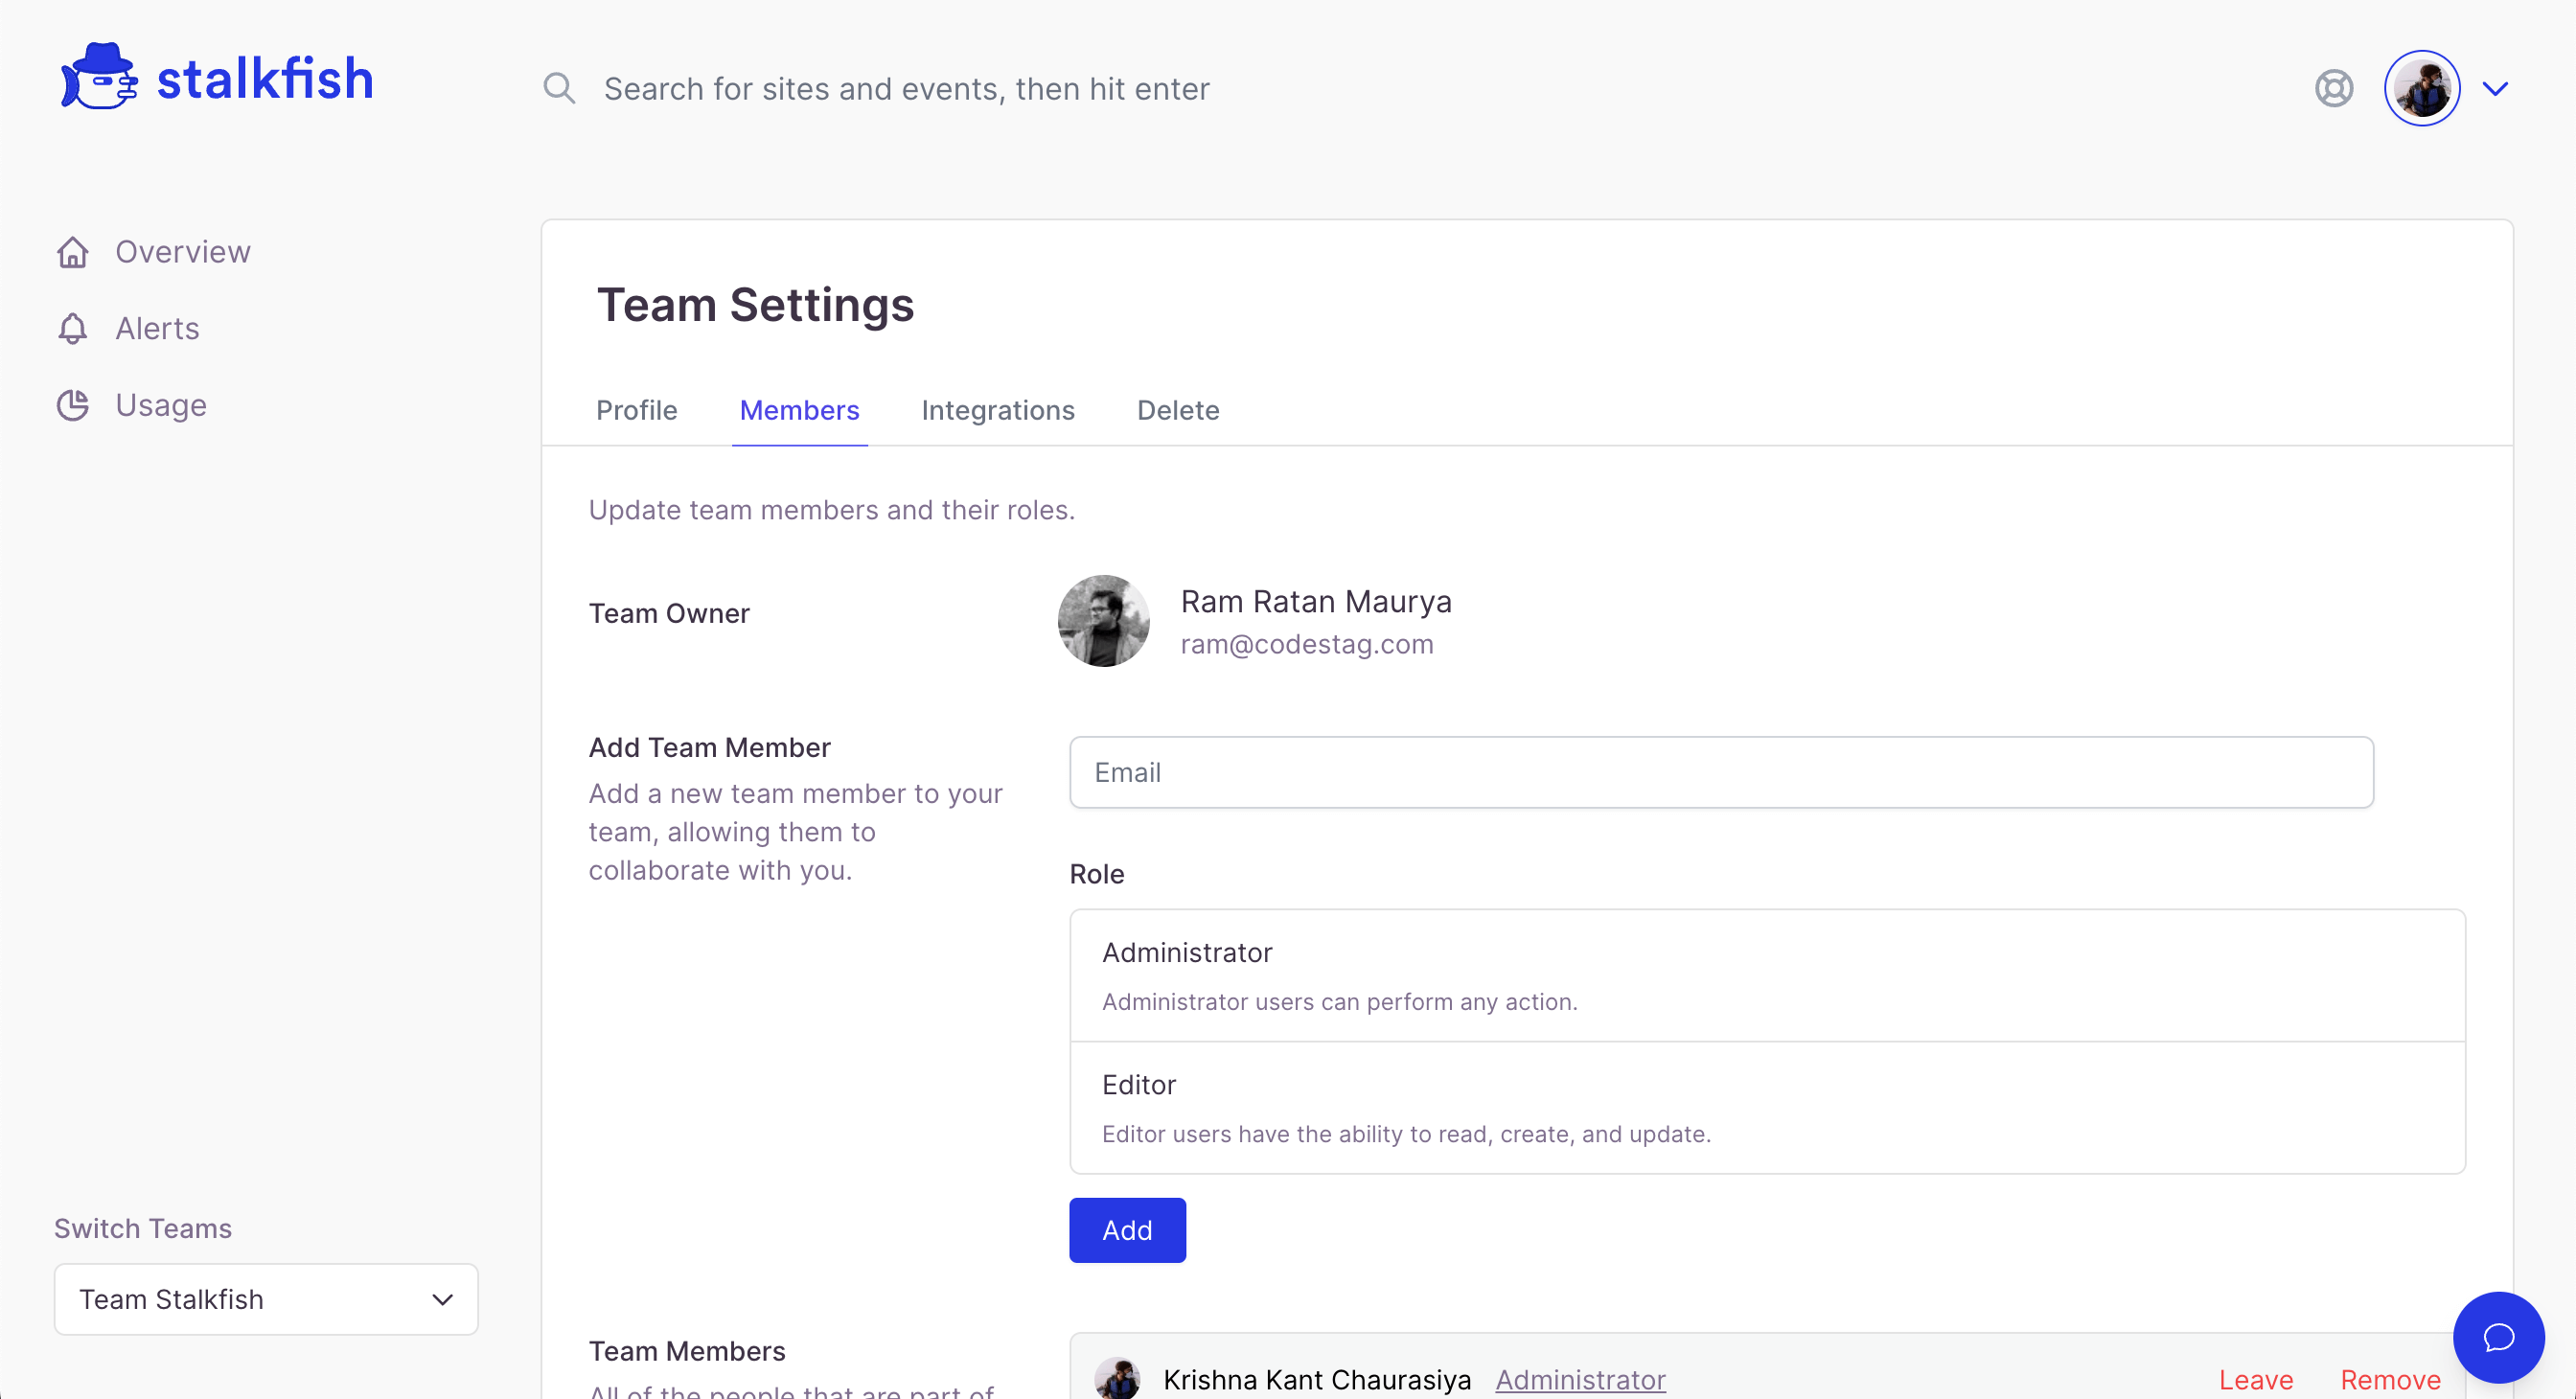 stalkfish
Search for sites and events, then hit enter
Overview
Alerts
Usage
Switch Teams
Team Stalkfish
Team Settings
Profile Members Integrations Delete
Update team members and their roles.
Team Owner
Ram Ratan Maurya
ram@codestag.com
Add Team Member
Add a new team member to your
team, allowing them to
collaborate with you.
Email
Role
Administrator
Administrator users can perform any action.
Editor
Editor users have the ability to read, create, and update.
Add
Team Members
All of the people that are part of
Krishna Kant Chaurasiya Administrator Leave Remove